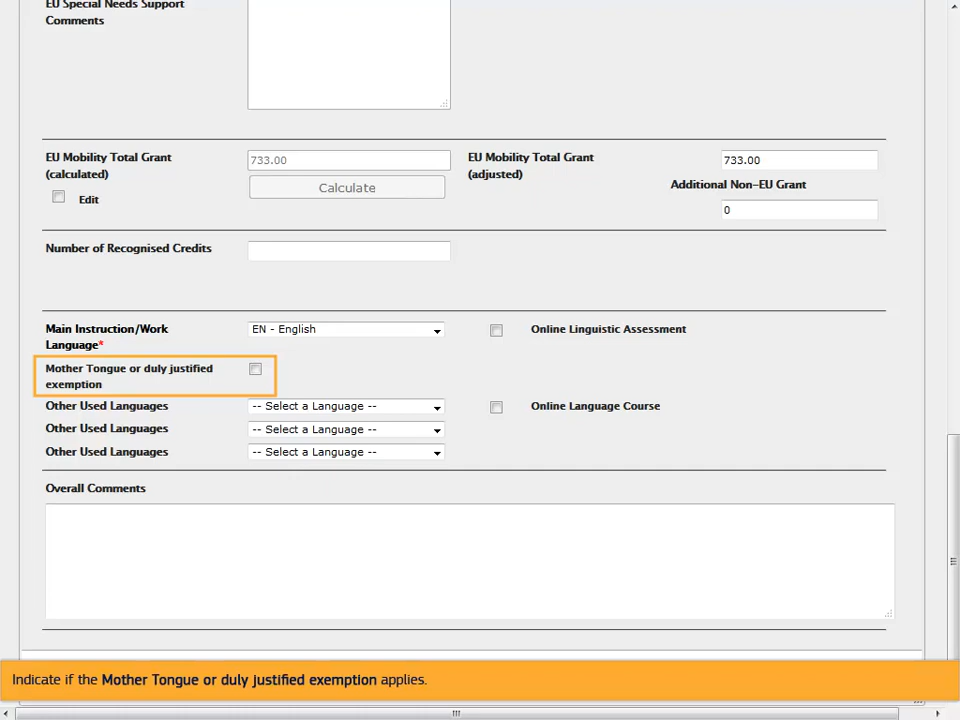 EU Special Needs Support
Comments
EU Mobility Total Grant
(calculated)
733.00
EU Mobility Total Grant
(adjusted)
733.00
Edit
Calculate
Additional Non-EU Grant
0
Number of Recognised Credits
Main Instruction/Work
Language*
EN - English
Online Linguistic Assessment
Mother Tongue or duly justified
exemption
Other Used Languages
-- Select a Language --
Online Language Course
Other Used Languages
-- Select a Language --
Other Used Languages
-- Select a Language --
Overall Comments
Indicate if the Mother Tongue or duly justified exemption applies.